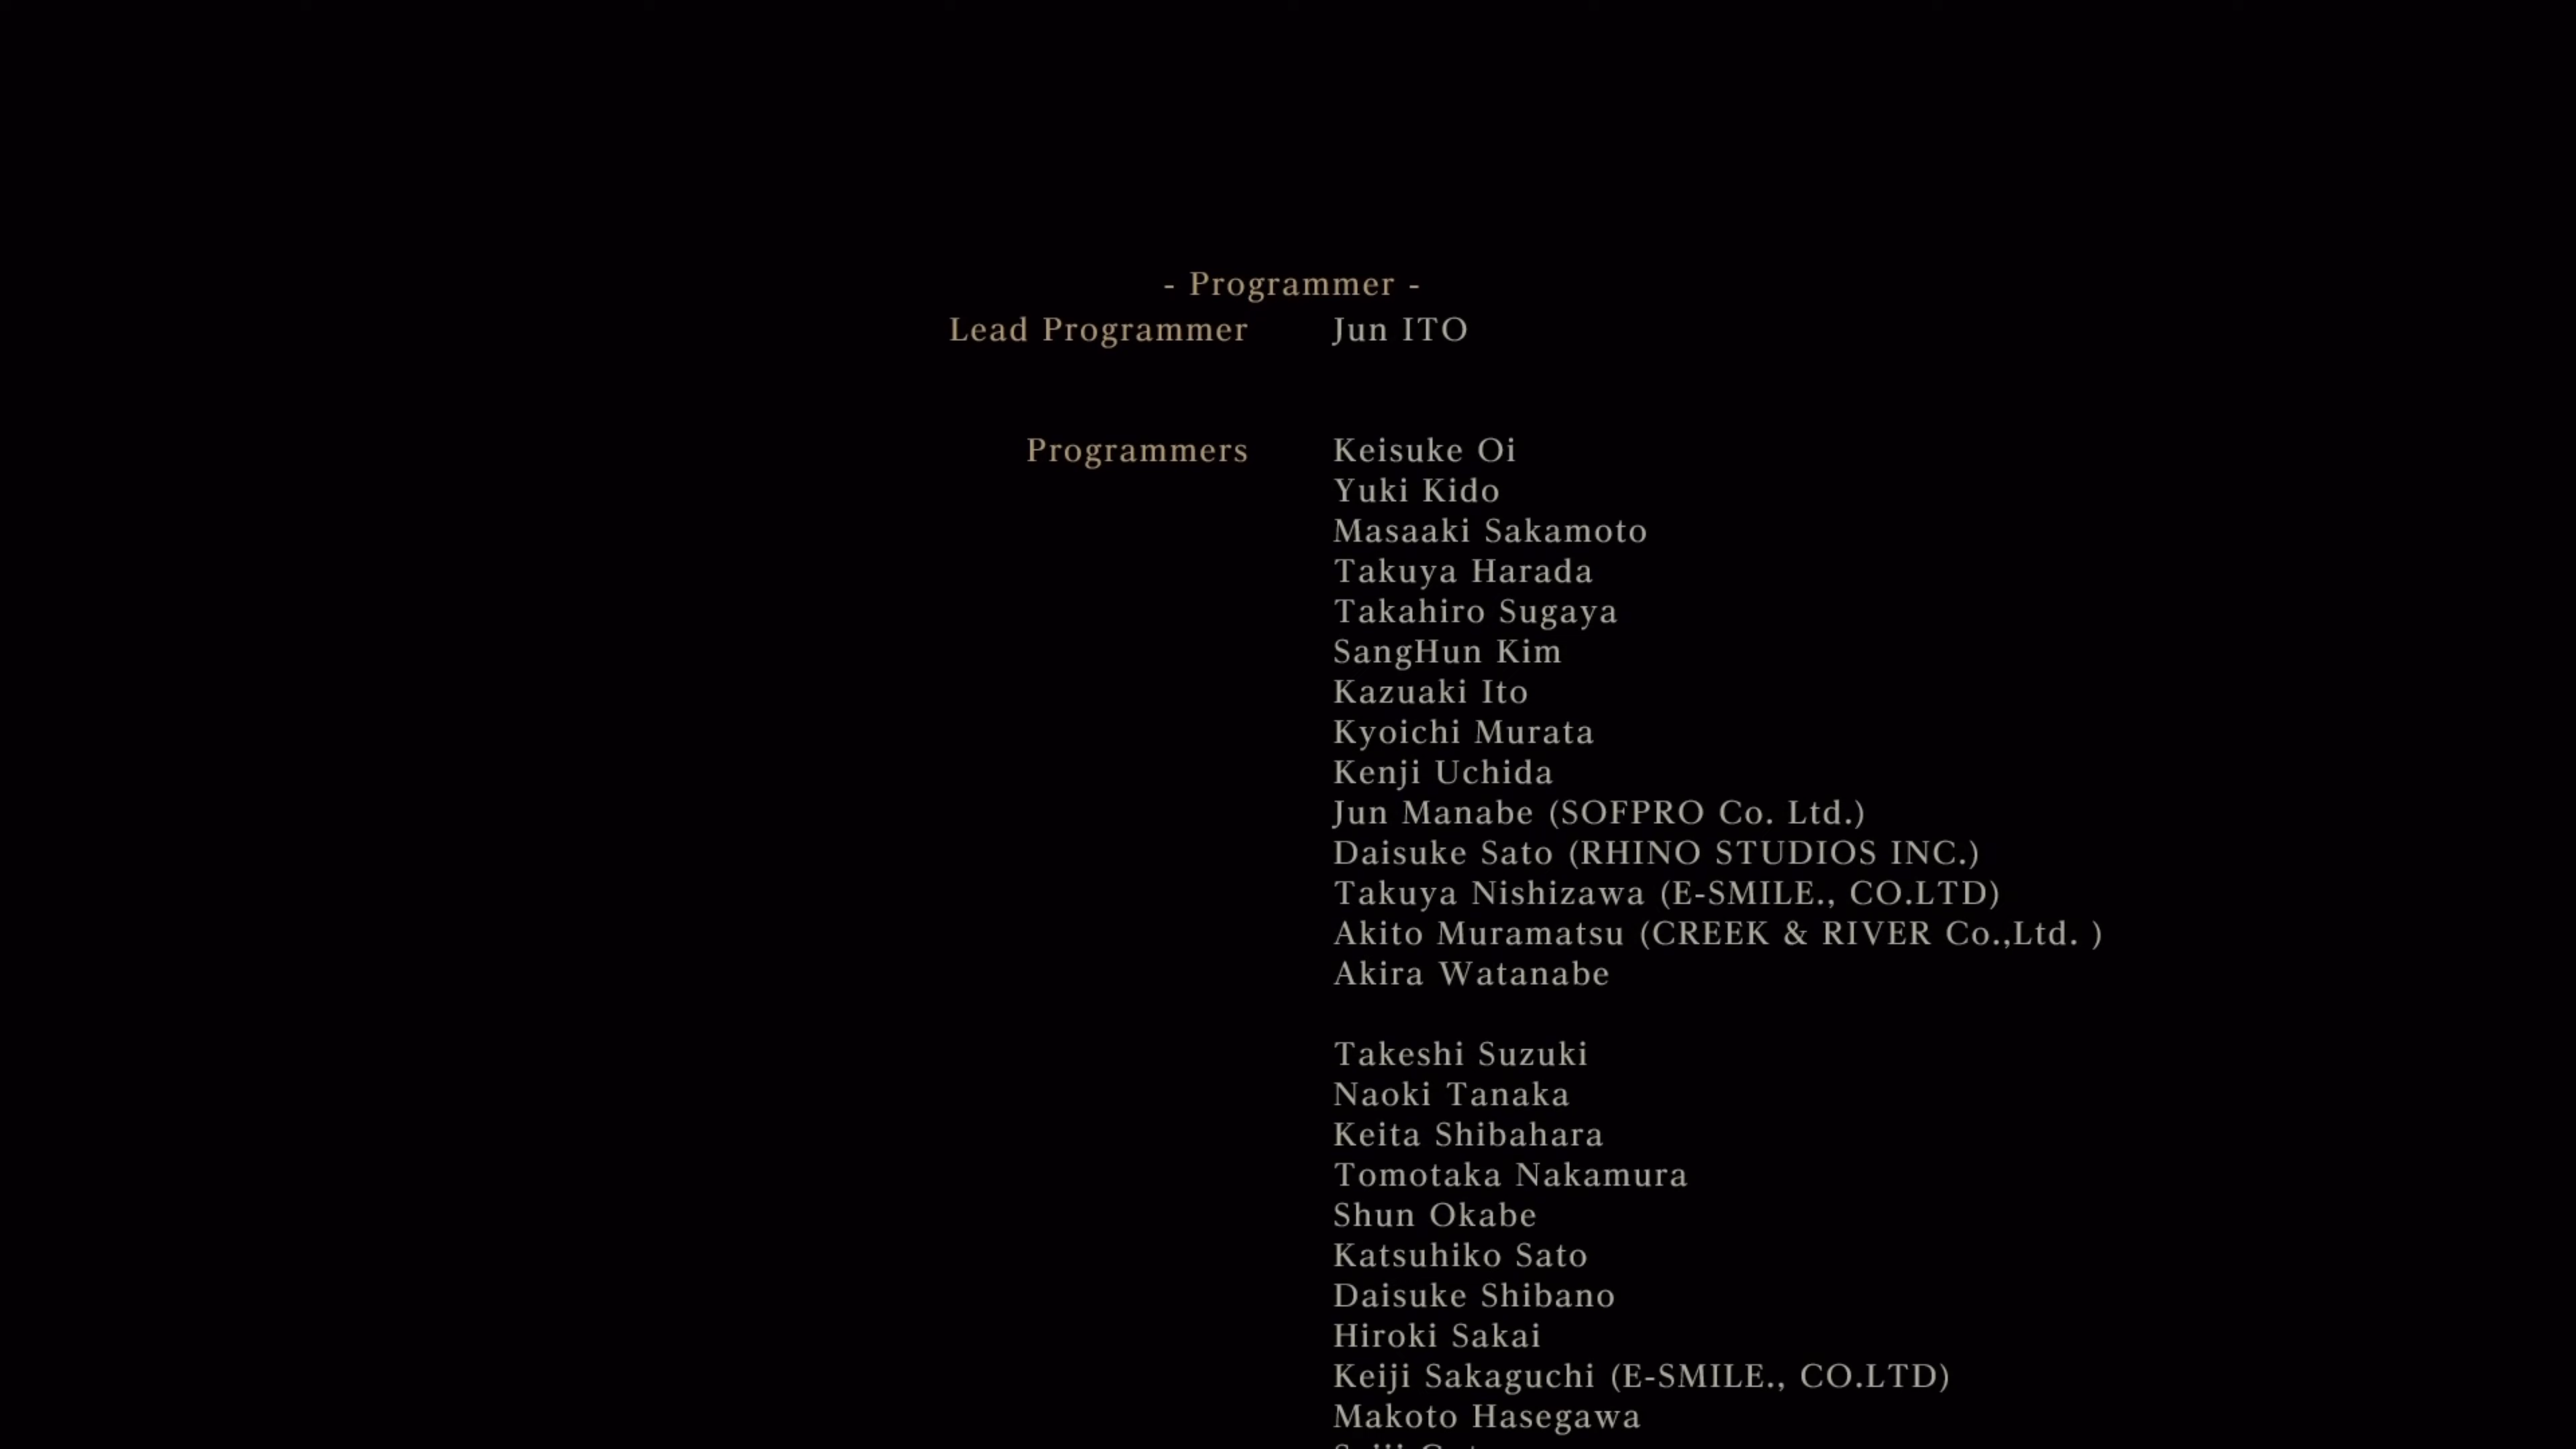 - Programmer -
Lead Programmer Jun ITO
Programmers Keisuke Oi
Yuki Kido
Masaaki Sakamoto
Takuya Harada
Takahiro Sugaya
SangHun Kim
Kazuaki Ito
Kyoichi Murata
Kenji Uchida
Jun Manabe (SOFPRO Co. Ltd.)
Daisuke Sato (RHINO STUDIOS INC.)
Takuya Nishizawa (E-SMILE., CO.LTD)
Akito Muramatsu (CREEK & RIVER Co.,Ltd. )
Akira Watanabe
Takeshi Suzuki
Naoki Tanaka
Keita Shibahara
Tomotaka Nakamura
Shun Okabe
Katsuhiko Sato
Daisuke Shibano
Hiroki Sakai
Keiji Sakaguchi (E-SMILE., CO.LTD)
Makoto Hasegawa